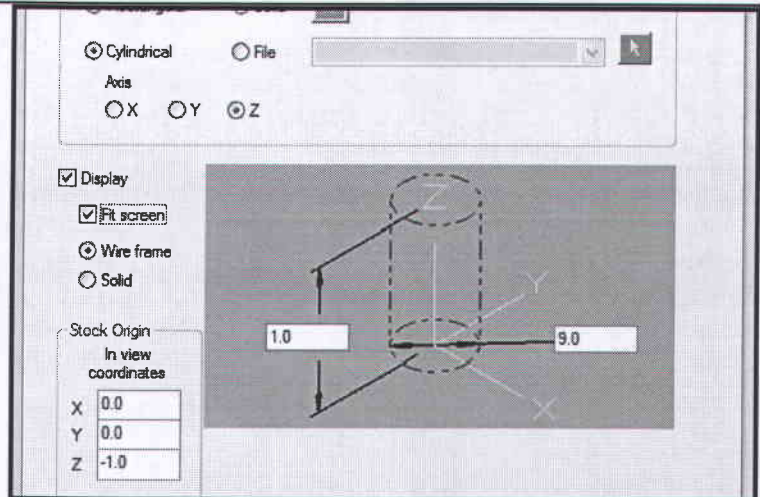 Cylindrical
File
Axis
X Y Z
Display
Fit screen
Wire frame
Solid
Stock Origin
In view
coordinates
X 0.0
Y 0.0
Z -1.0
Z
Y
X
1.0
9.0